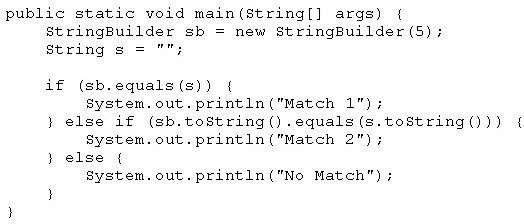 public static void main(String[] args) {
    StringBuilder sb = new StringBuilder(5);
    String s = "";

    if (sb.equals(s)) {
        System.out.println("Match 1");
    } else if (sb.toString().equals(s.toString())) {
        System.out.println("Match 2");
    } else {
        System.out.println("No Match");
    }
}